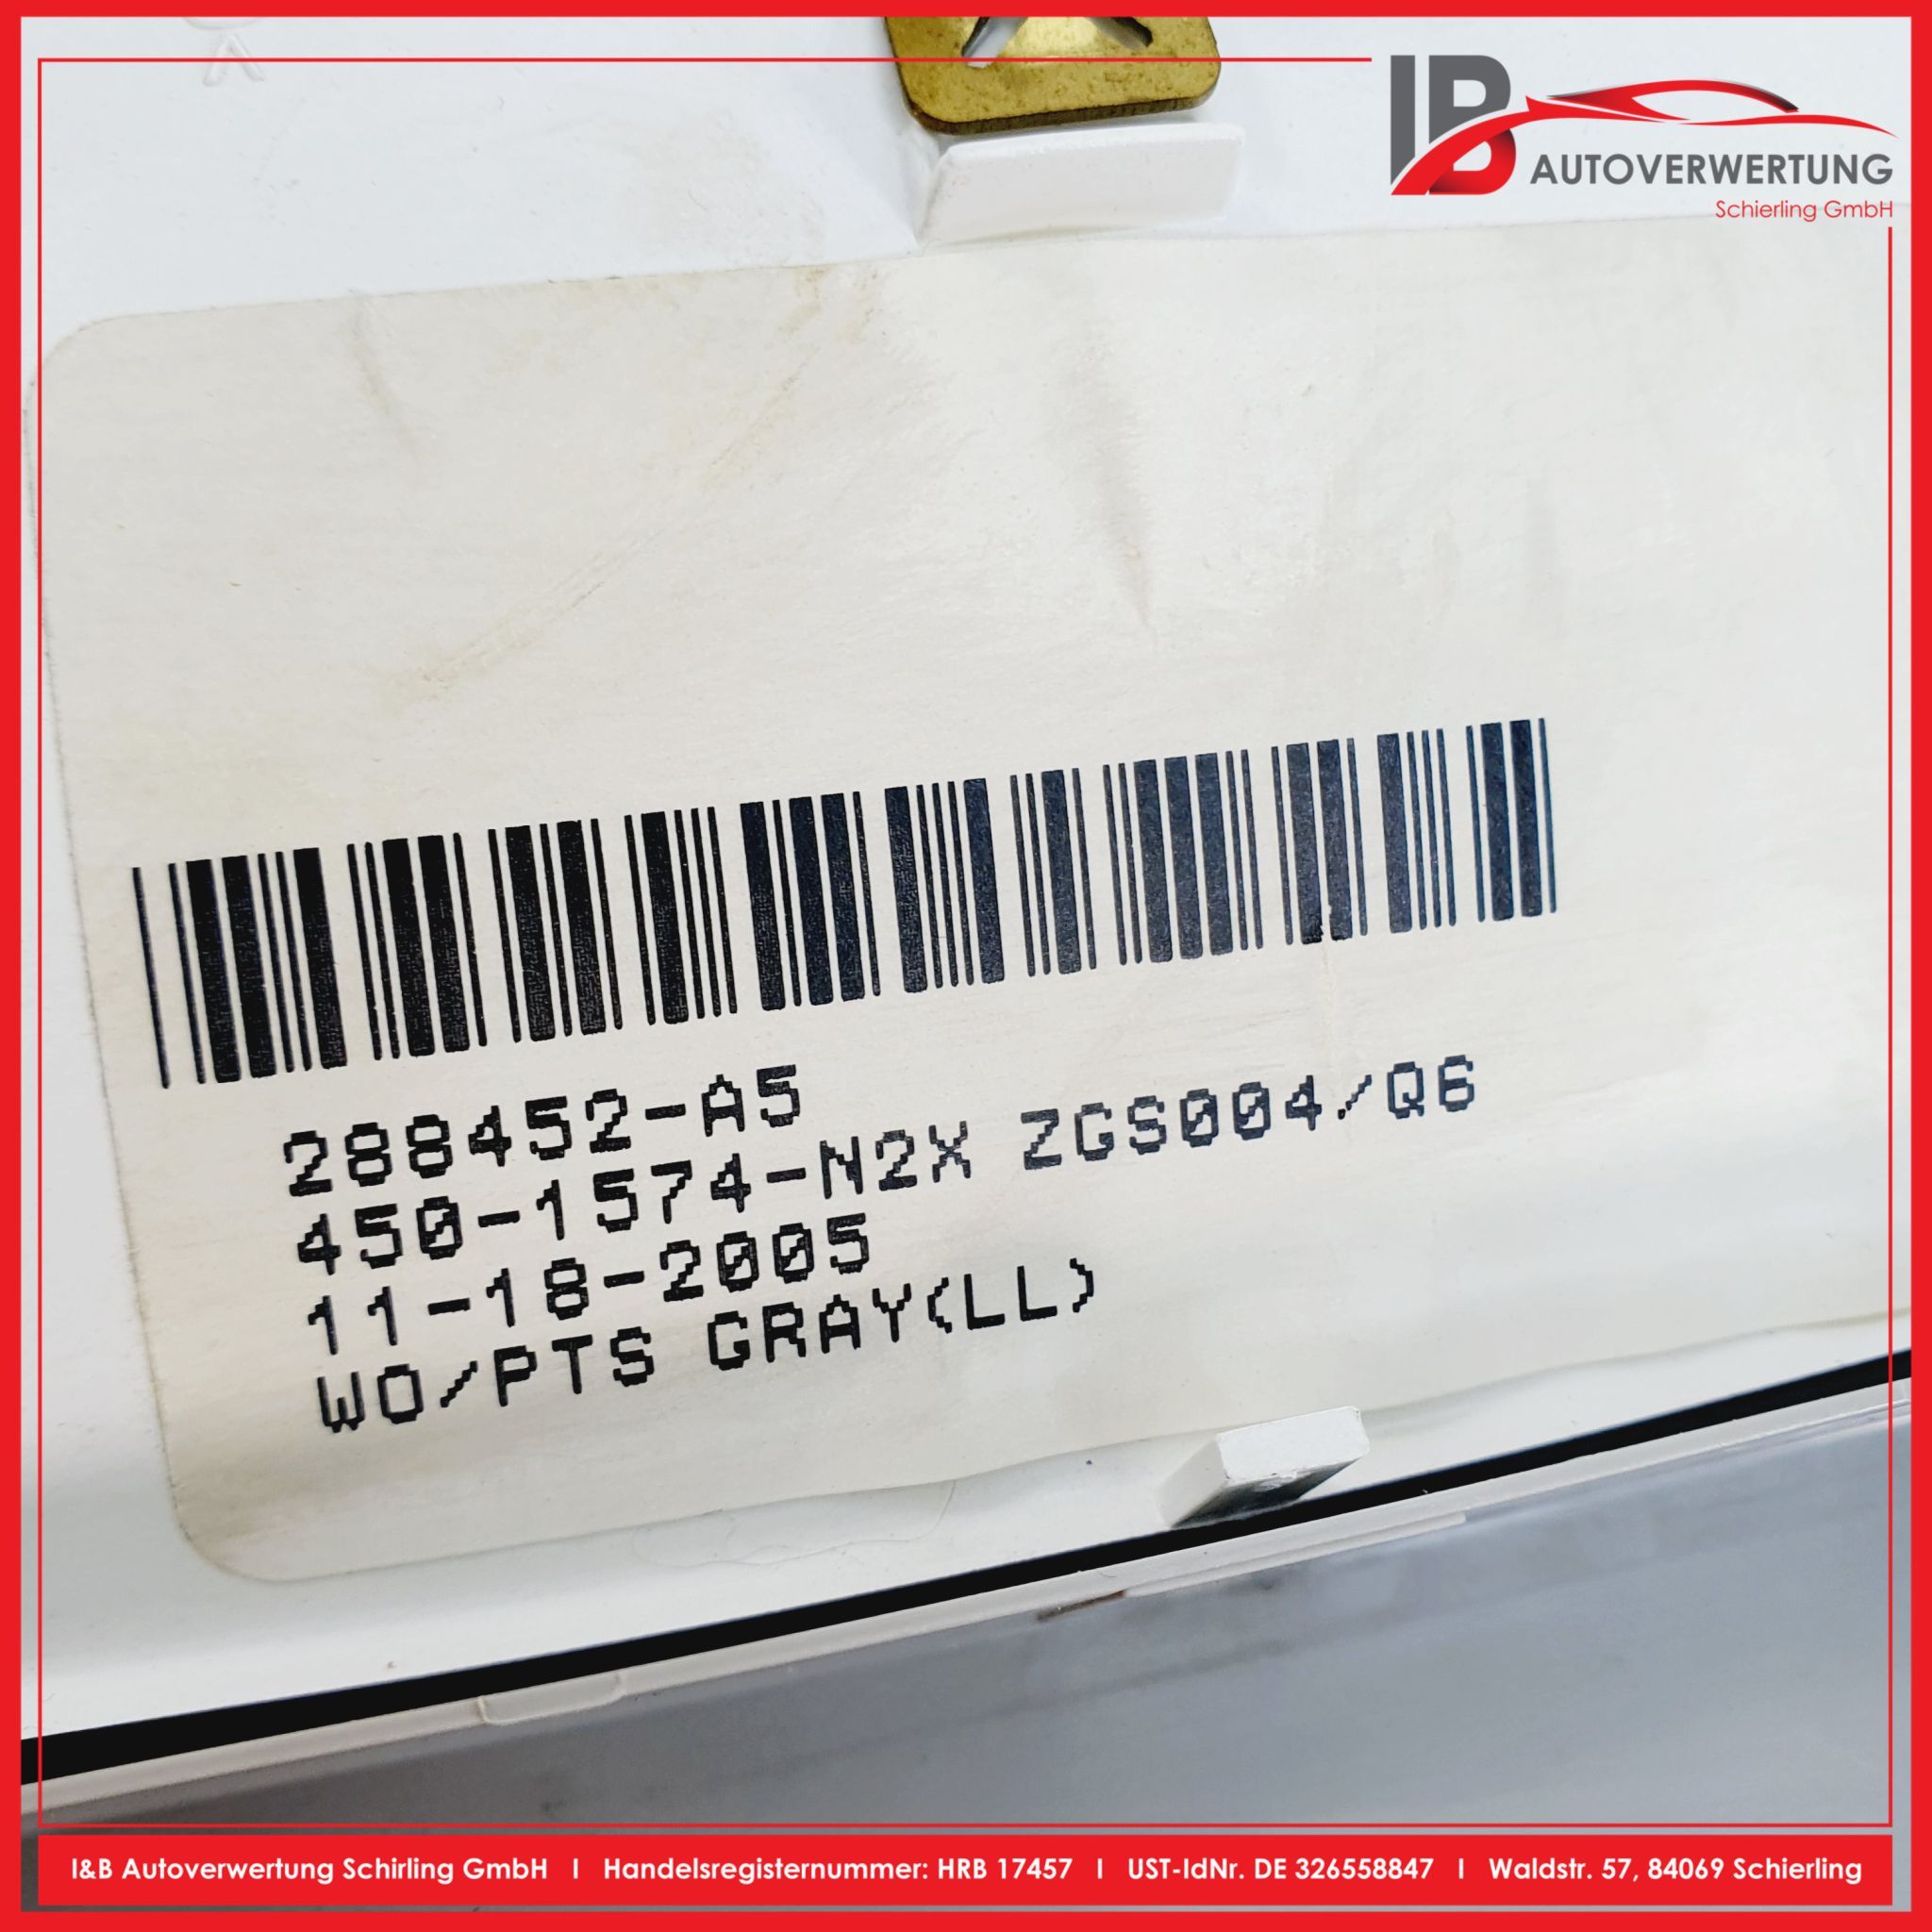 IB AUTOVERWERTUNG
Schierling GmbH
288452-A5
450-1574-N2X ZGS004/Q6
11-18-2005
WO/PTS GRAY(LL)
I&B Autoverwertung Schirling GmbH I Handelsregisternummer: HRB 17457 I UST-IdNr. DE 326558847 I Waldstr. 57, 84069 Schierling